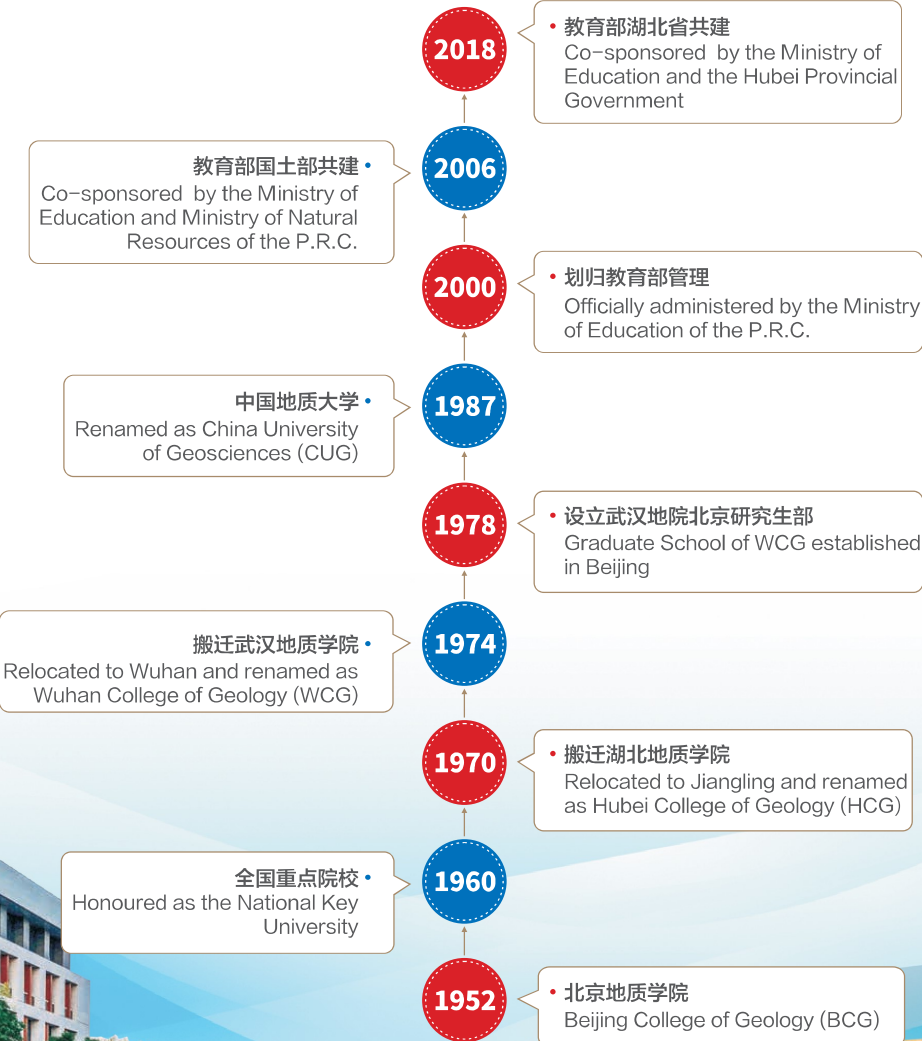 2018
• 教育部湖北省共建
Co-sponsored by the Ministry of
Education and the Hubei Provincial
Government
教育部国土部共建 •
Co-sponsored by the Ministry of
Education and Ministry of Natural
Resources of the P.R.C.
2006
2000
• 划归教育部管理
Officially administered by the Ministry
of Education of the P.R.C.
中国地质大学 •
Renamed as China University
of Geosciences (CUG)
1987
1978
• 设立武汉地院北京研究生部
Graduate School of WCG established
in Beijing
搬迁武汉地质学院 •
Relocated to Wuhan and renamed as
Wuhan College of Geology (WCG)
1974
1970
• 搬迁湖北地质学院
Relocated to Jiangling and renamed
as Hubei College of Geology (HCG)
全国重点院校 •
Honoured as the National Key
University
1960
1952
• 北京地质学院
Beijing College of Geology (BCG)